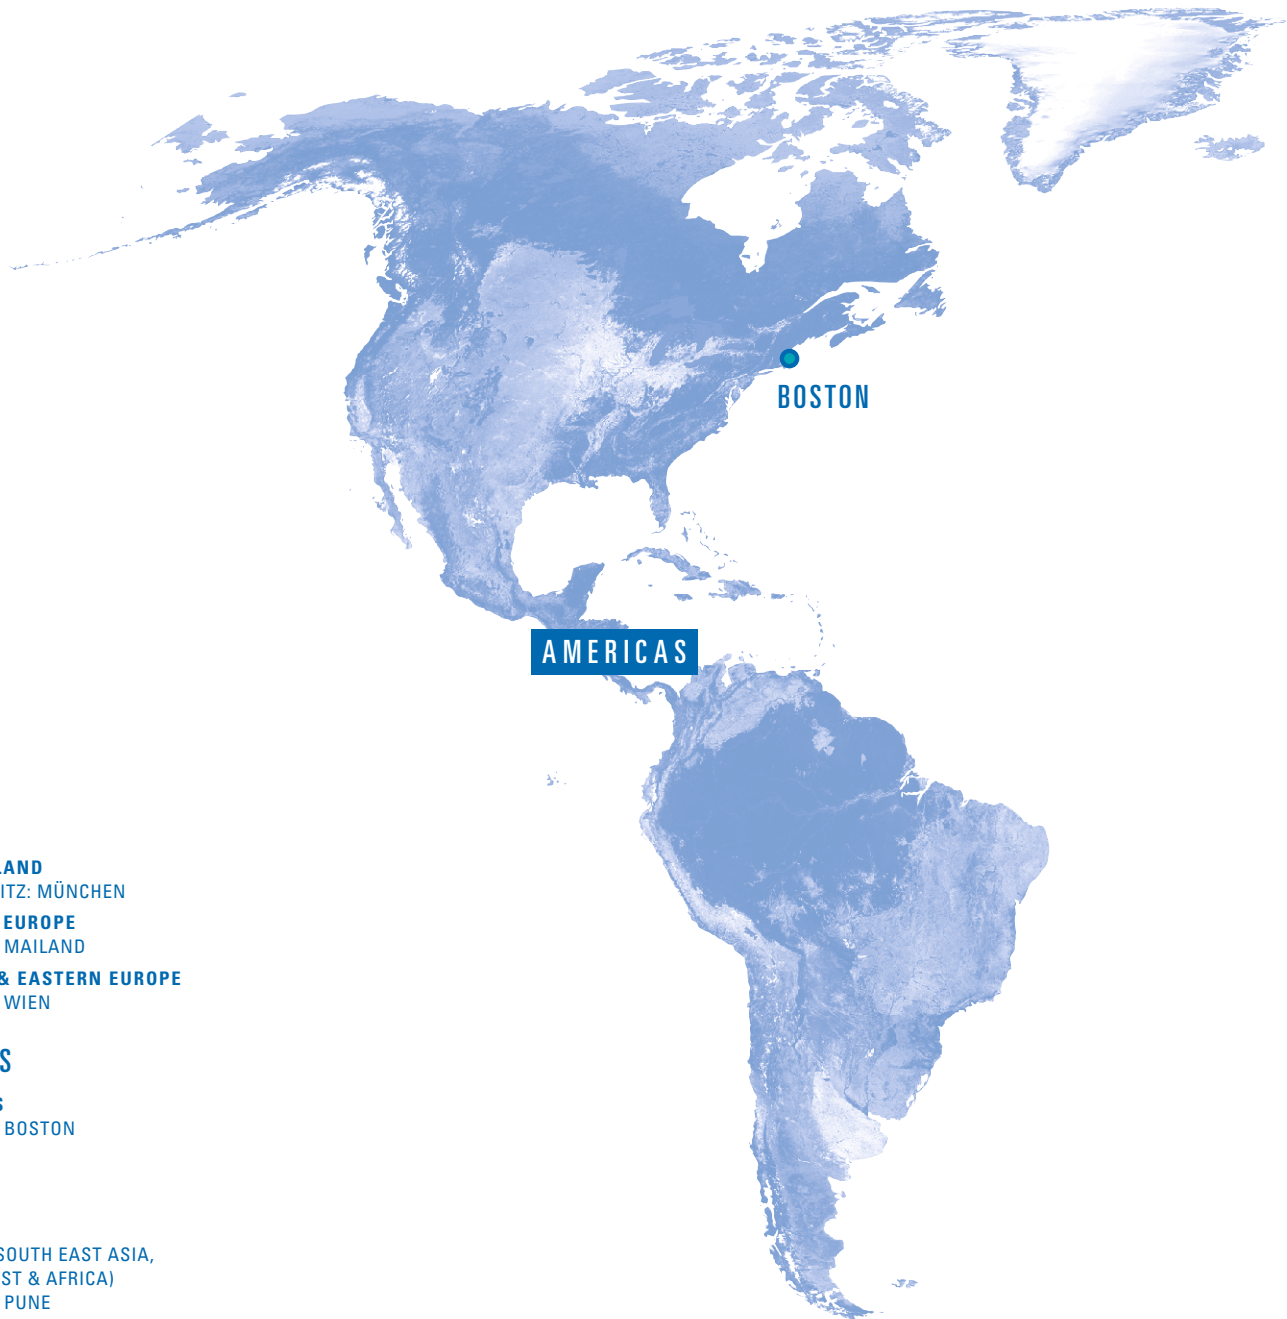 BOSTON
AMERICAS
LAND
ITZ: MÜNCHEN
EUROPE
MAILAND
& EASTERN EUROPE
WIEN
S
S
BOSTON
SOUTH EAST ASIA,
ST & AFRICA)
PUNE